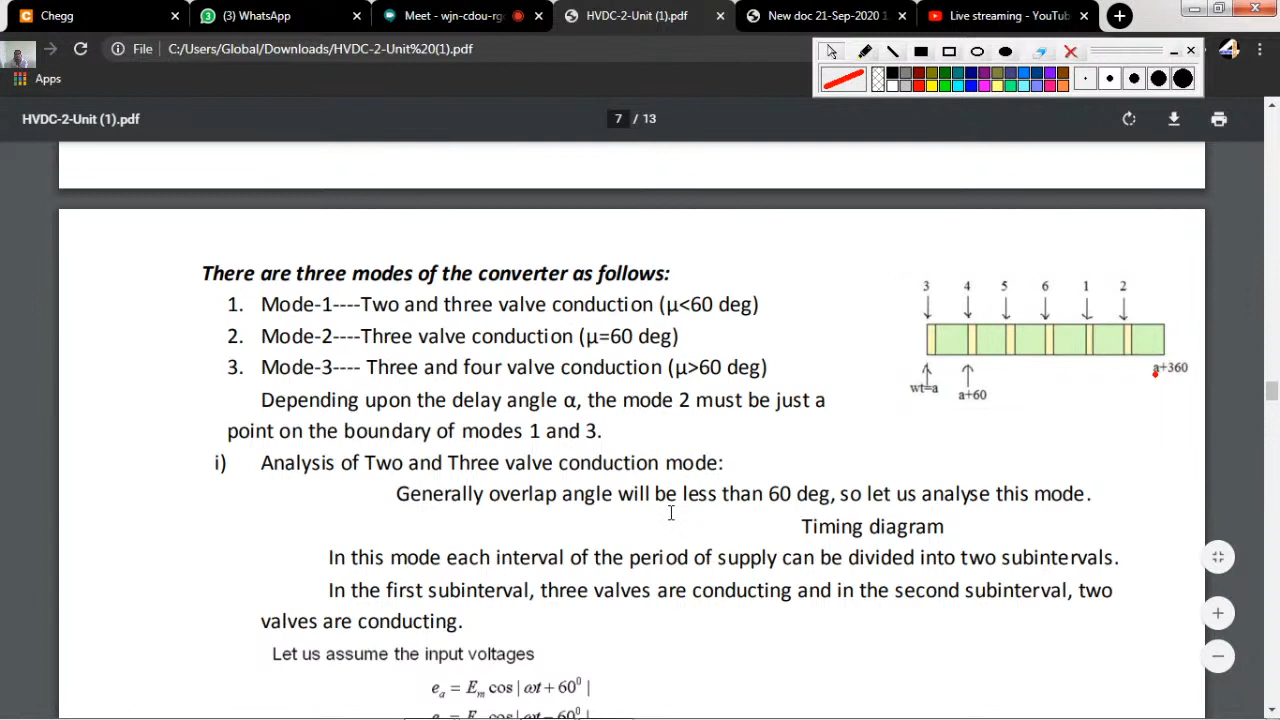 Chegg
(3) WhatsApp
Meet - wjn-cdou-rg
HVDC-2-Unit (1).pdf
New doc 21-Sep-2020 1
Live streaming - YouTu
File
C:/Users/Global/Downloads/HVDC-2-Unit%20(1).pdf
Apps
HVDC-2-Unit (1).pdf
7 / 13
There are three modes of the converter as follows:
1. Mode-1----Two and three valve conduction (μ<60 deg)
2. Mode-2----Three valve conduction (μ=60 deg)
3. Mode-3---- Three and four valve conduction (μ>60 deg)
Depending upon the delay angle α, the mode 2 must be just a
point on the boundary of modes 1 and 3.
3 4 5 6 1 2
a+360
wt=a
a+60
i) Analysis of Two and Three valve conduction mode:
Generally overlap angle will be less than 60 deg, so let us analyse this mode.
Timing diagram
In this mode each interval of the period of supply can be divided into two subintervals.
In the first subinterval, three valves are conducting and in the second subinterval, two
valves are conducting.
Let us assume the input voltages
e_a = E_m cos | ωt + 60⁰ |